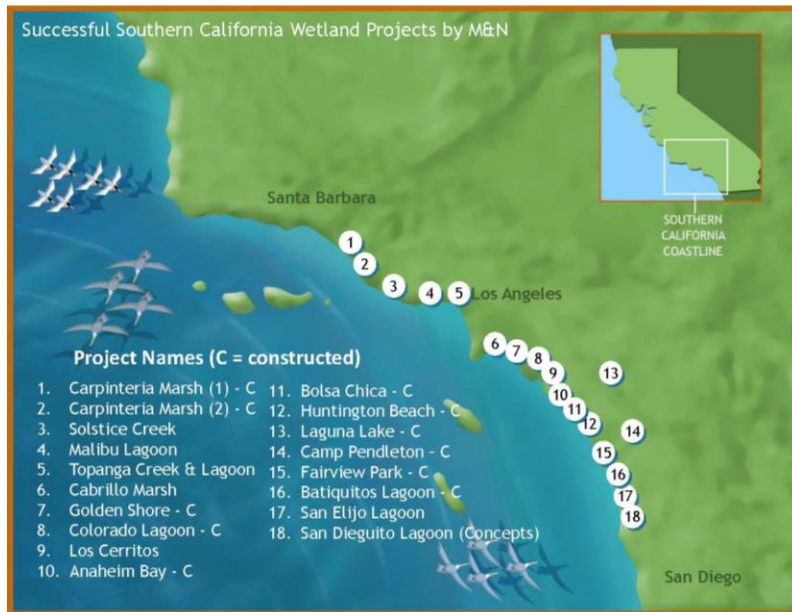 Successful Southern California Wetland Projects by M&N
Santa Barbara
SOUTHERN
CALIFORNIA
COASTLINE
1
2
3
4
5
Los Angeles
6
7
8
9
10
11
12
13
14
15
16
17
18
San Diego
Project Names (C = constructed)
1. Carpinteria Marsh (1) - C
2. Carpinteria Marsh (2) - C
3. Solstice Creek
4. Malibu Lagoon
5. Topanga Creek & Lagoon
6. Cabrillo Marsh
7. Golden Shore - C
8. Colorado Lagoon - C
9. Los Cerritos
10. Anaheim Bay - C
11. Bolsa Chica - C
12. Huntington Beach - C
13. Laguna Lake - C
14. Camp Pendleton - C
15. Fairview Park - C
16. Batiquitos Lagoon - C
17. San Elijo Lagoon
18. San Dieguito Lagoon (Concepts)